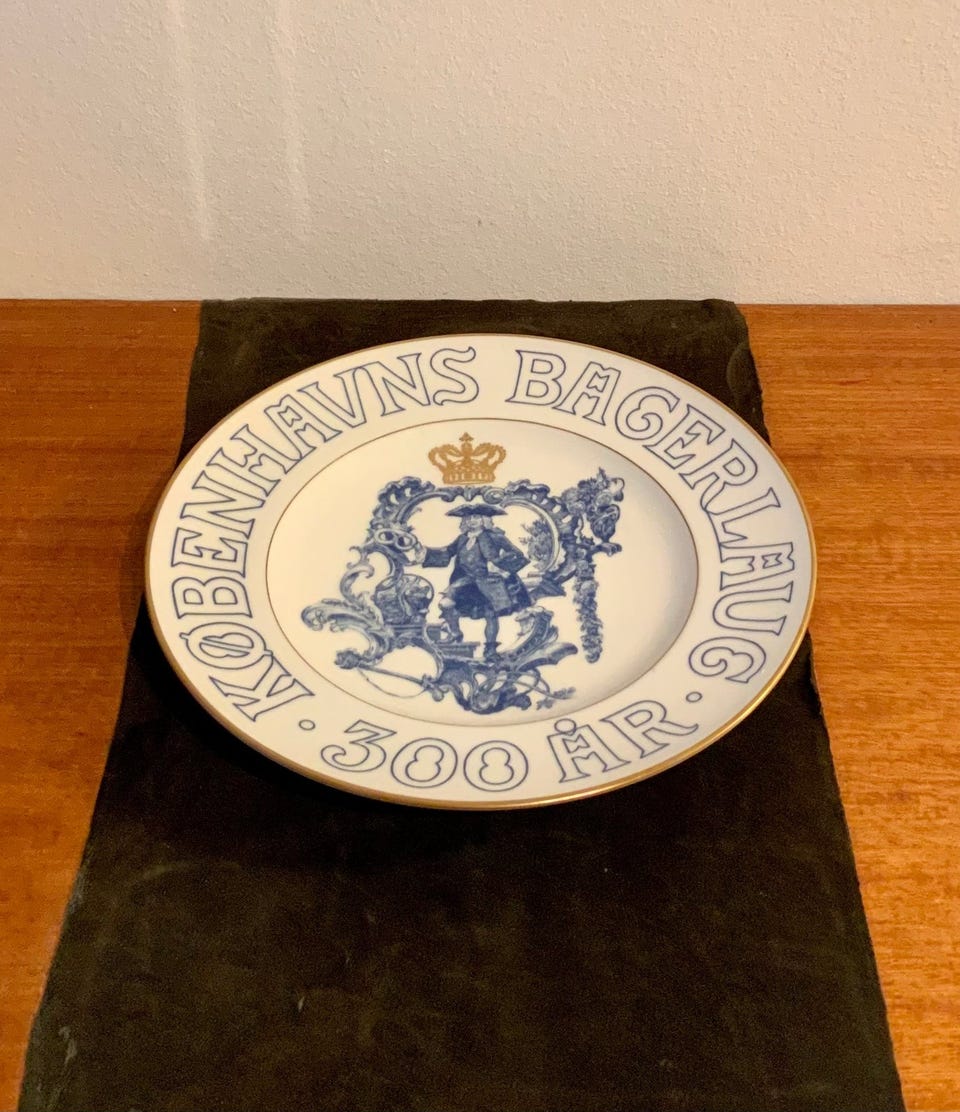 KØBENHAVNS BAGERLAUG
· 300 ÅR ·